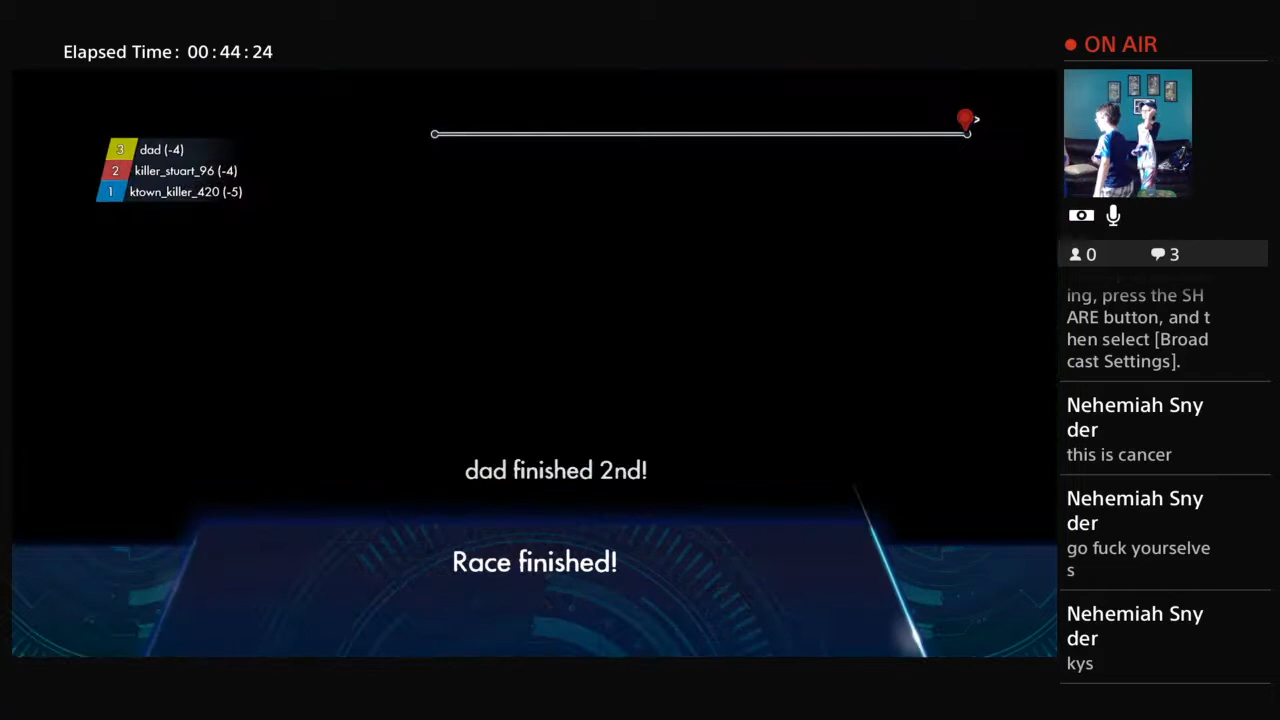 Elapsed Time: 00:44:24
ON AIR
3 dad (-4)
2 killer_stuart_96 (-4)
1 ktown_killer_420 (-5)
>
0 3
ing, press the SH
ARE button, and t
hen select [Broad
cast Settings].
Nehemiah Sny
der
this is cancer
Nehemiah Sny
der
go fuck yourselve
s
Nehemiah Sny
der
kys
dad finished 2nd!
Race finished!